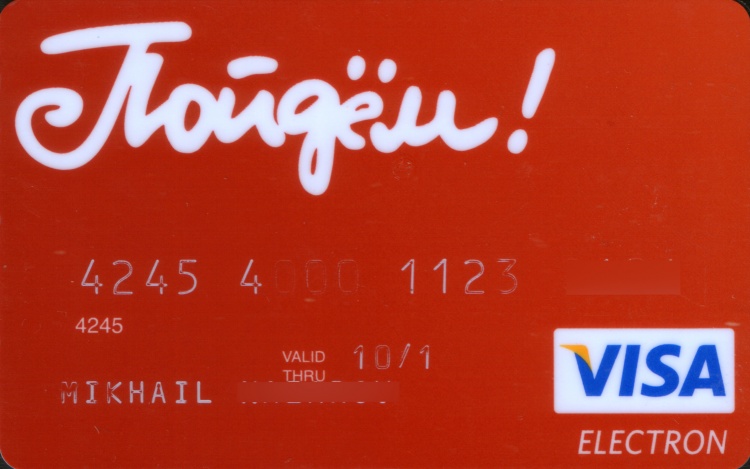 Пойдём!
4245 4000 1123
4245
VALID THRU 10/1
MIKHAIL
VISA
ELECTRON